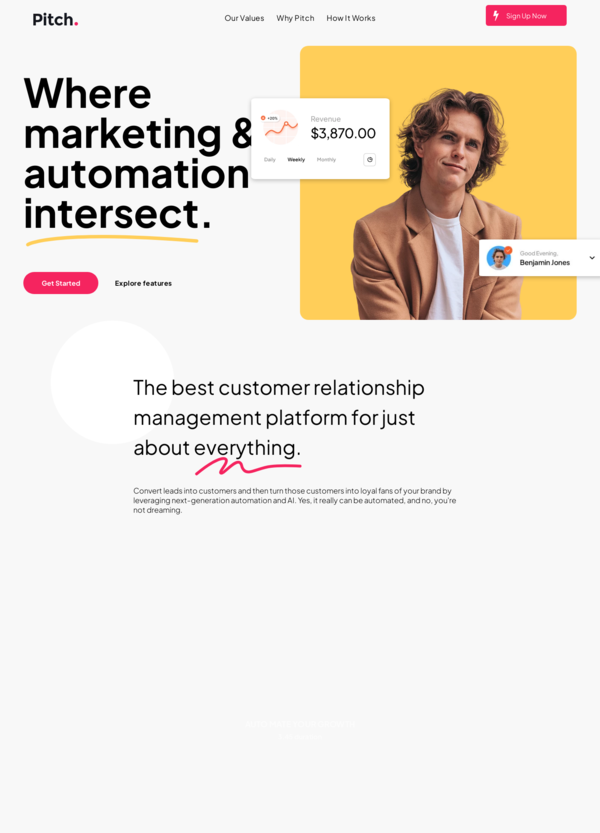 Pitch.
Our Values Why Pitch How It Works
Sign Up Now
Where
marketing &
automation
intersect.
+26%
Revenue
$3,870.00
Daily Weekly Monthly
Good Evening,
Benjamin Jones
Get Started Explore features
The best customer relationship
management platform for just
about everything.
Convert leads into customers and then turn those customers into loyal fans of your brand by
leveraging next-generation automation and AI. Yes, it really can be automated, and no, you're
not dreaming.